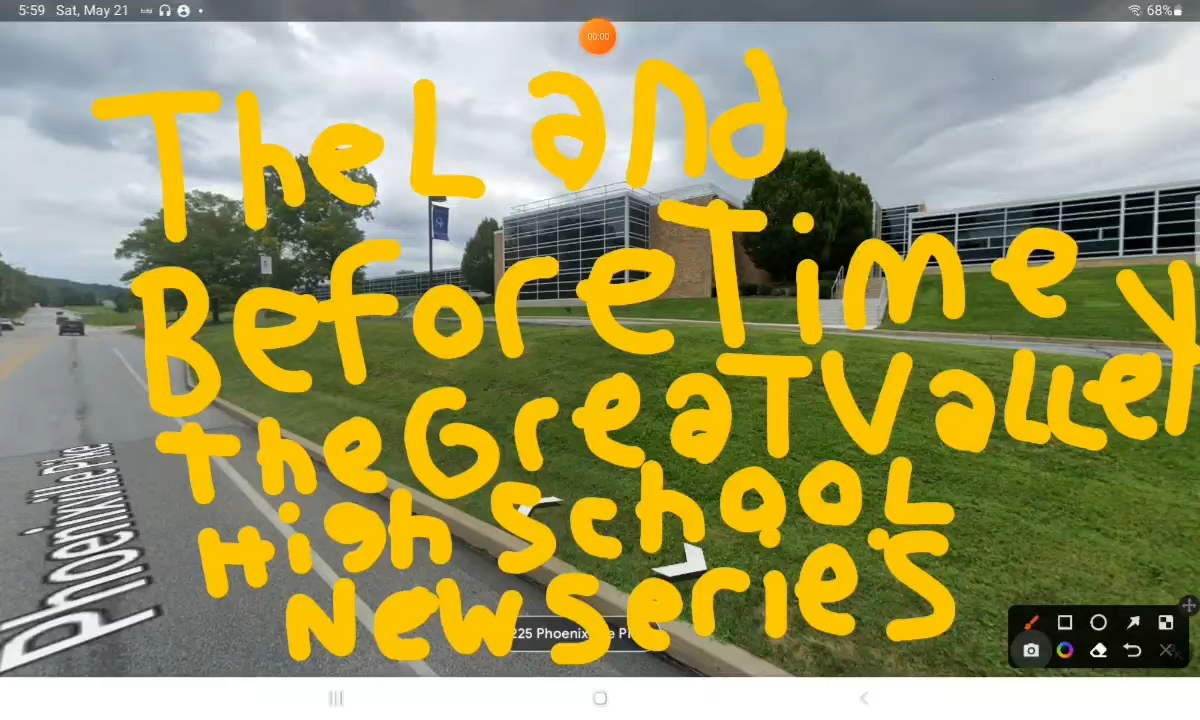 5:59 Sat, May 21
68%
00:00
The Land
Before Time
the GreaT Valley
High School
New Series
Phoenixville Pike
225 Phoenixville Pi